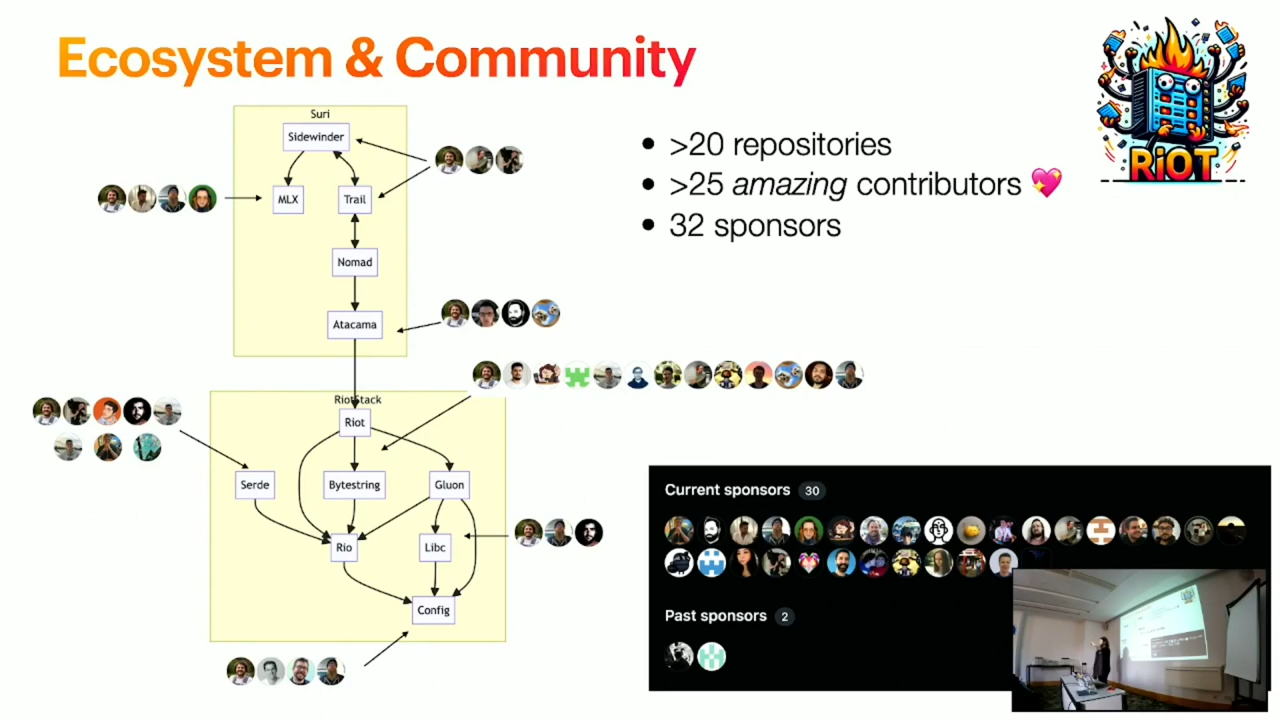 Ecosystem & Community
RiOT
Suri
Sidewinder
MLX
Trail
Nomad
Atacama
• >20 repositories
• >25 amazing contributors 💖
• 32 sponsors
RiotStack
Riot
Serde
Bytestring
Gluon
Rio
Libc
Config
Current sponsors 30
Past sponsors 2